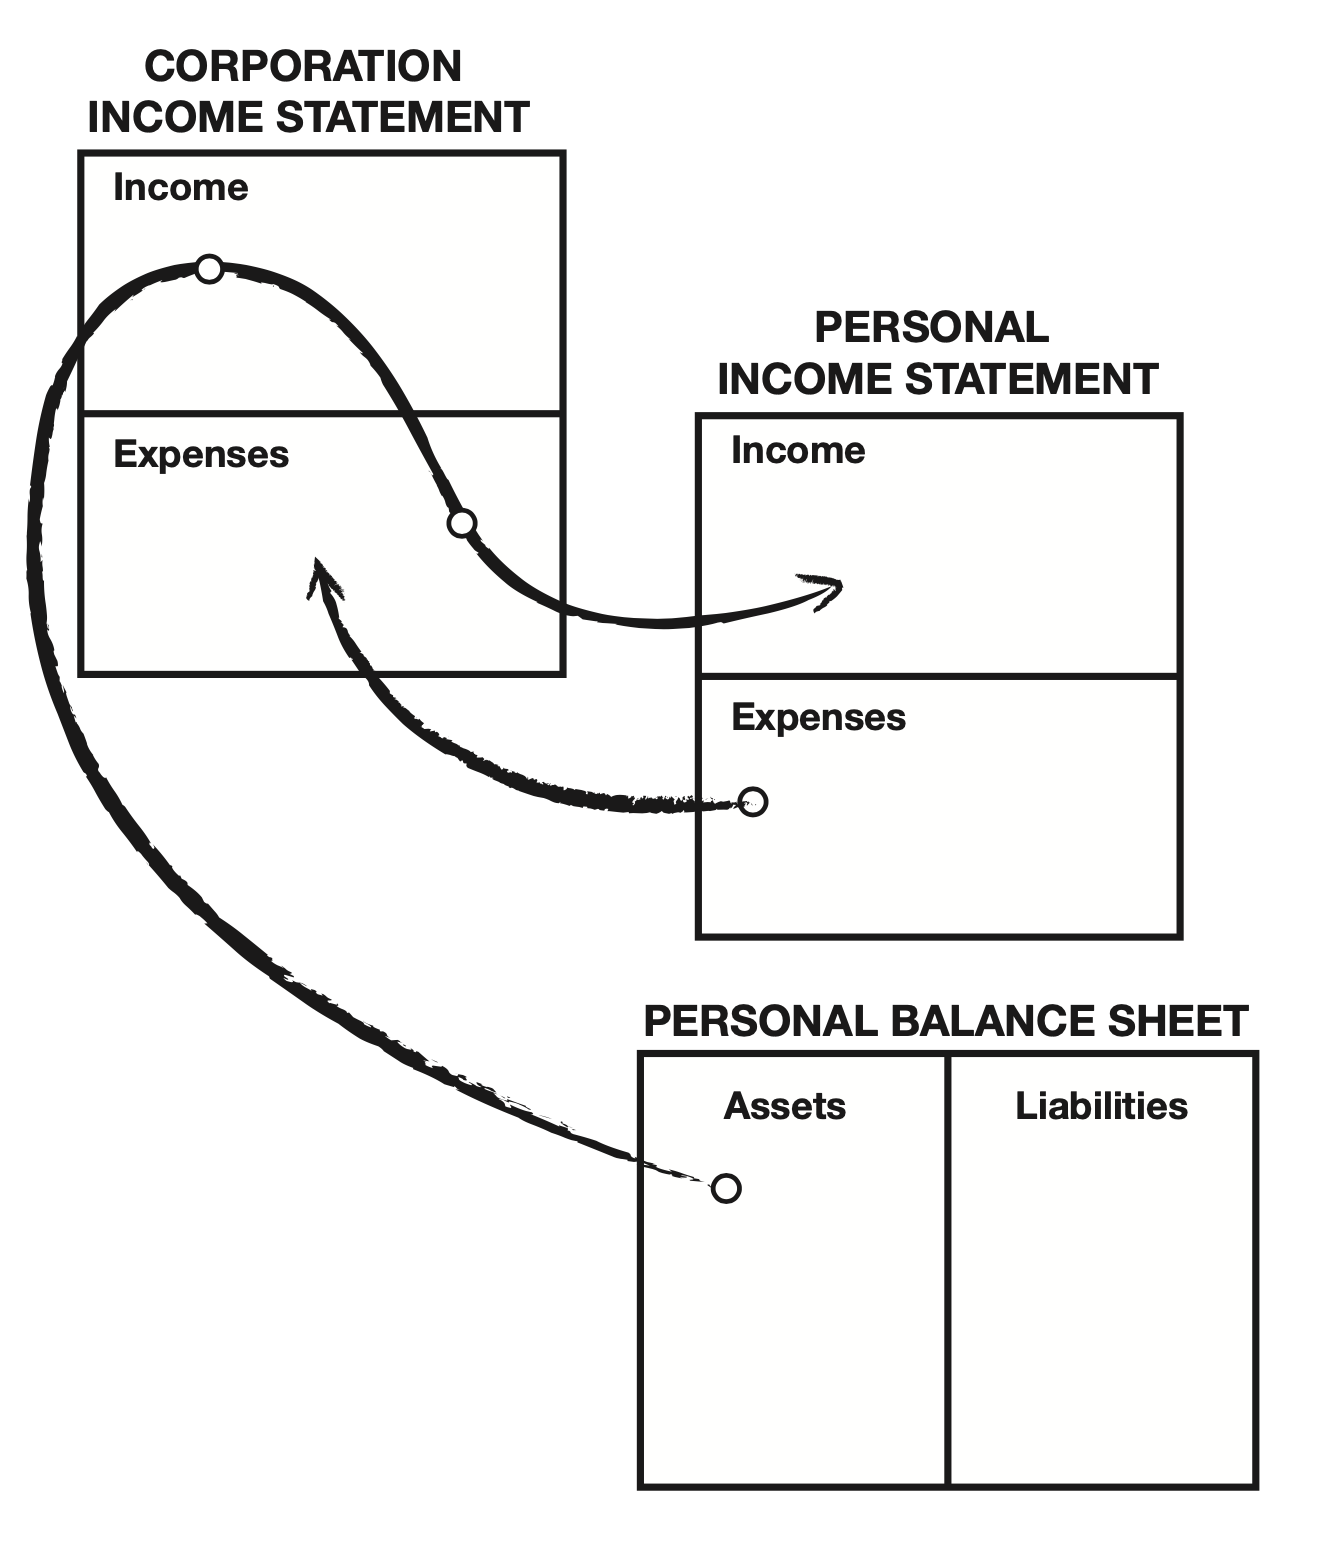 CORPORATION
INCOME STATEMENT
Income
Expenses
PERSONAL
INCOME STATEMENT
Income
Expenses
PERSONAL BALANCE SHEET
Assets
Liabilities